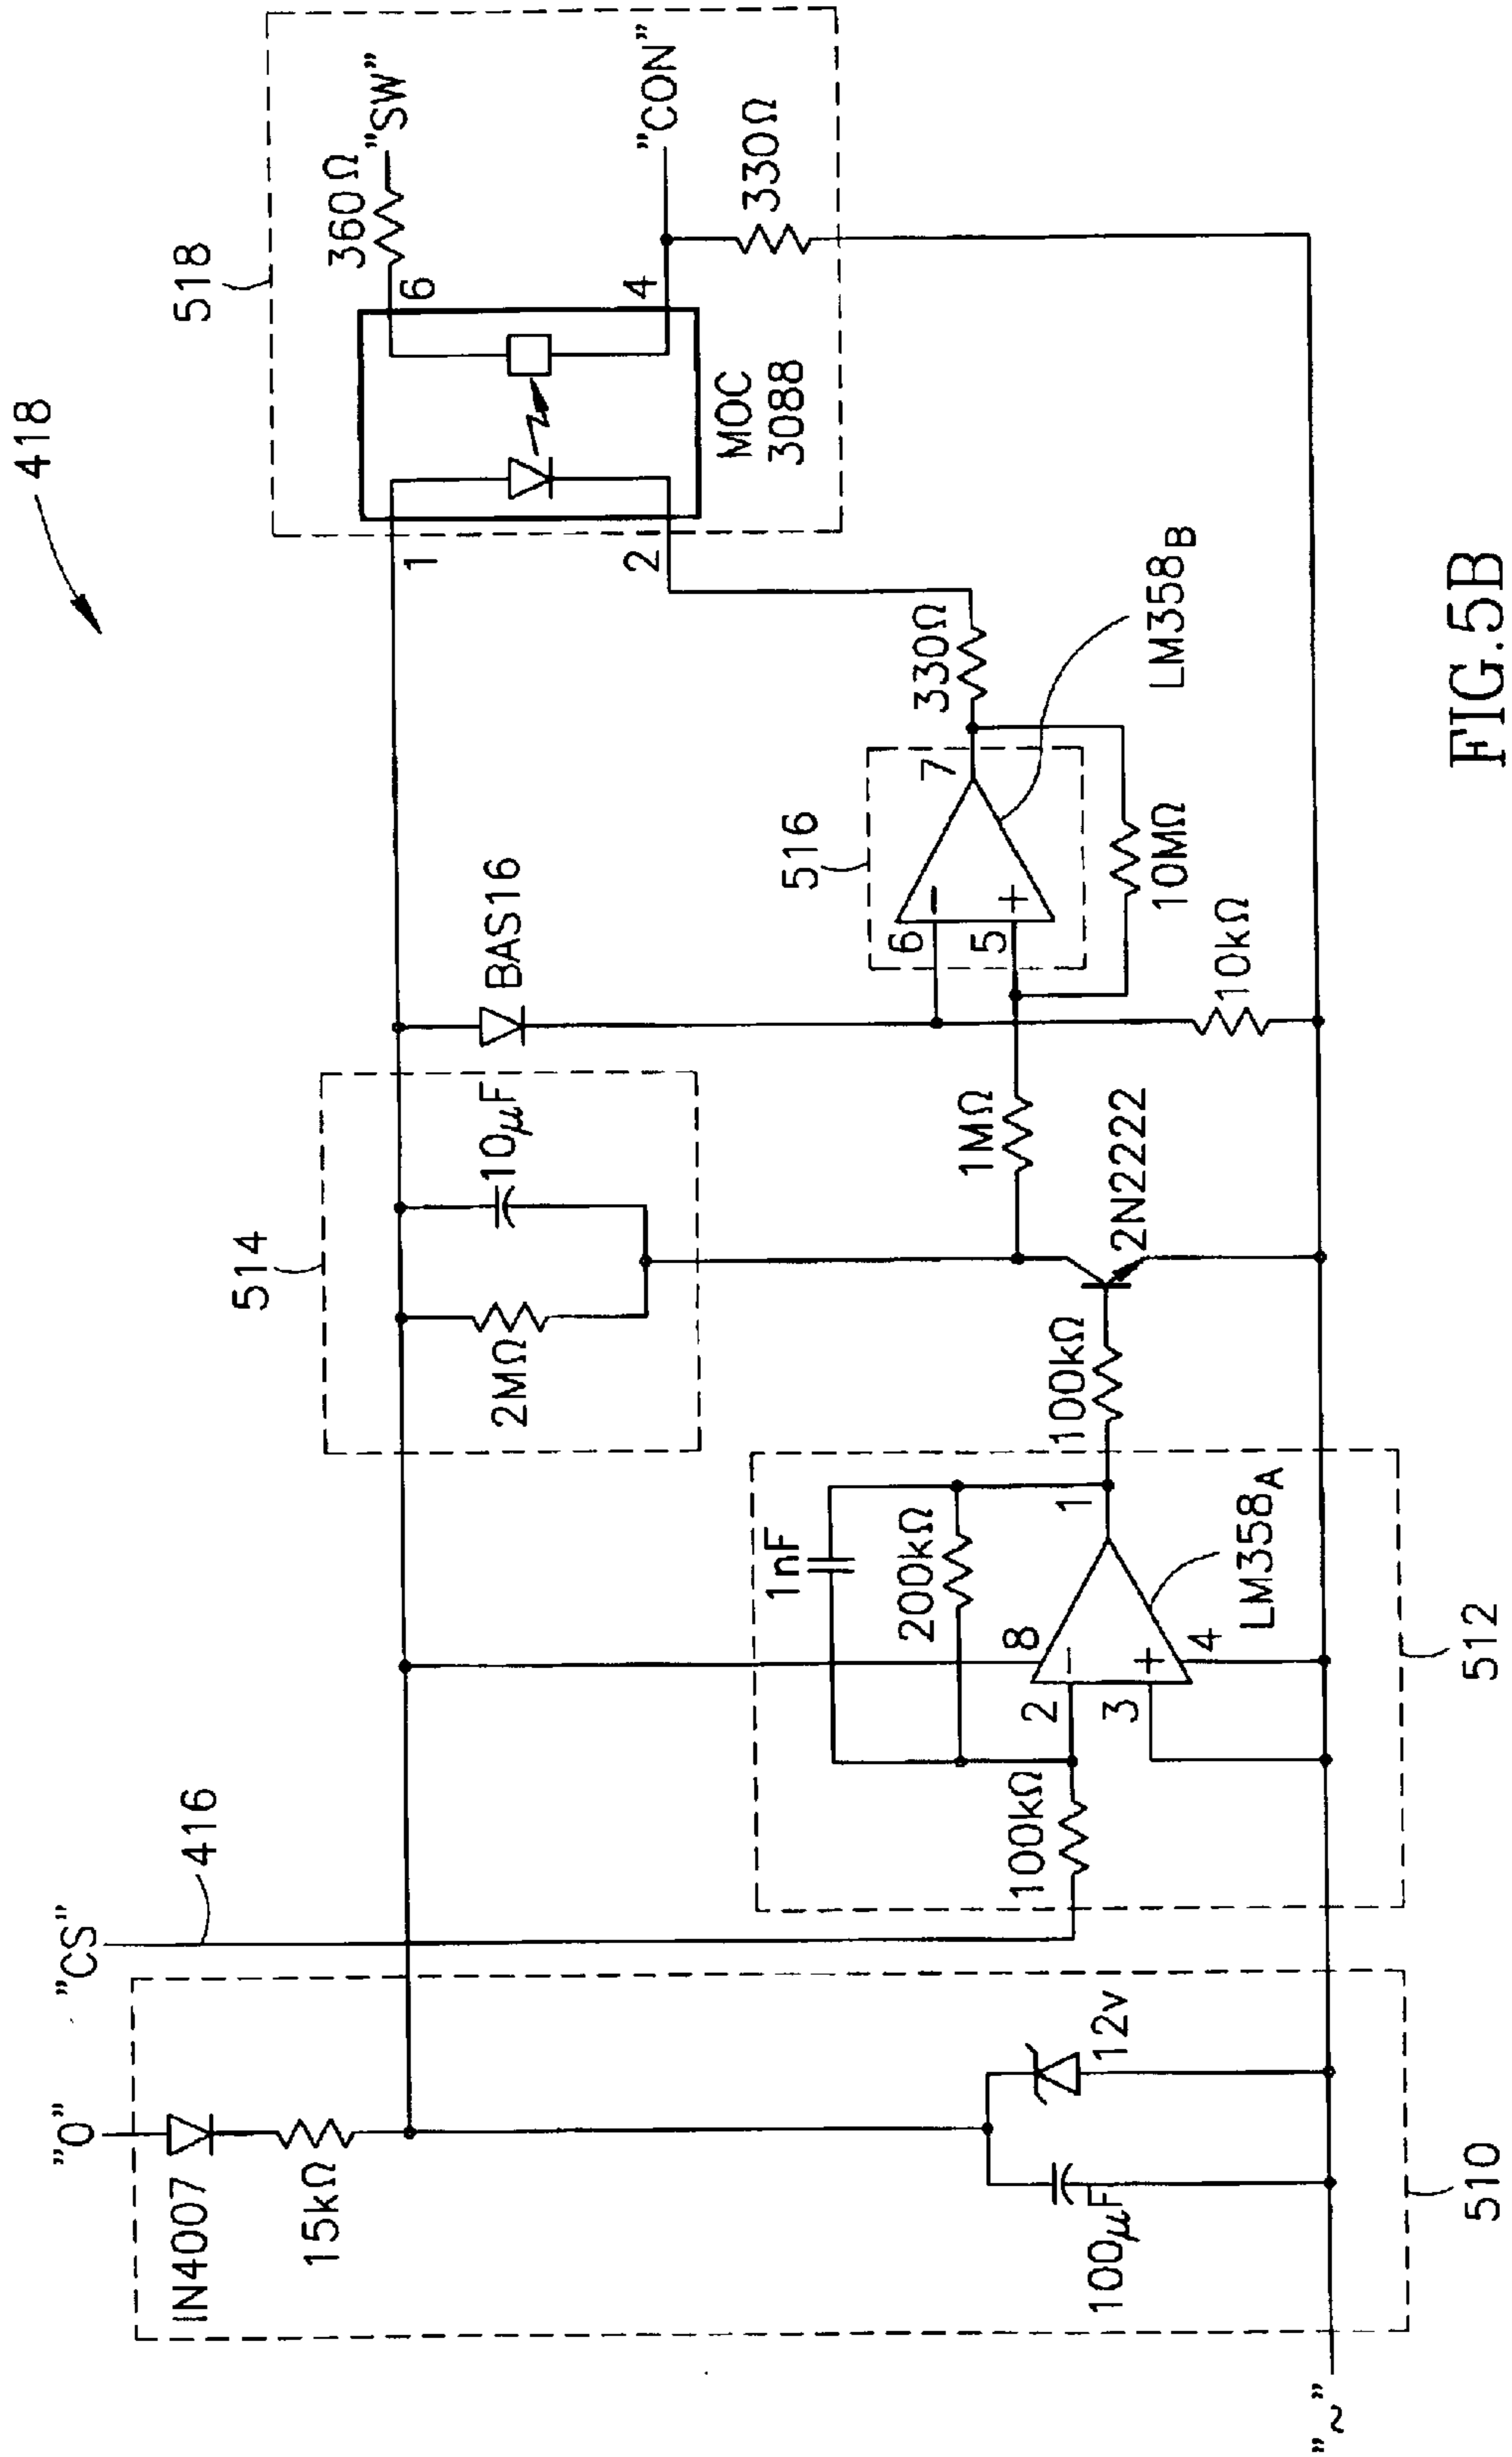 418
"0"
"CS"
416
IN4007
15kΩ
100µF
12v
510
100kΩ
2
3
8
4
1
1nF
200kΩ
LM358A
512
100kΩ
2N2222
514
2MΩ
10µF
BAS16
1MΩ
516
6
5
7
10MΩ
10kΩ
330Ω
LM358B
518
1
2
6
4
MOC
3088
360Ω
"SW"
"CON"
330Ω
"~"
FIG.5B